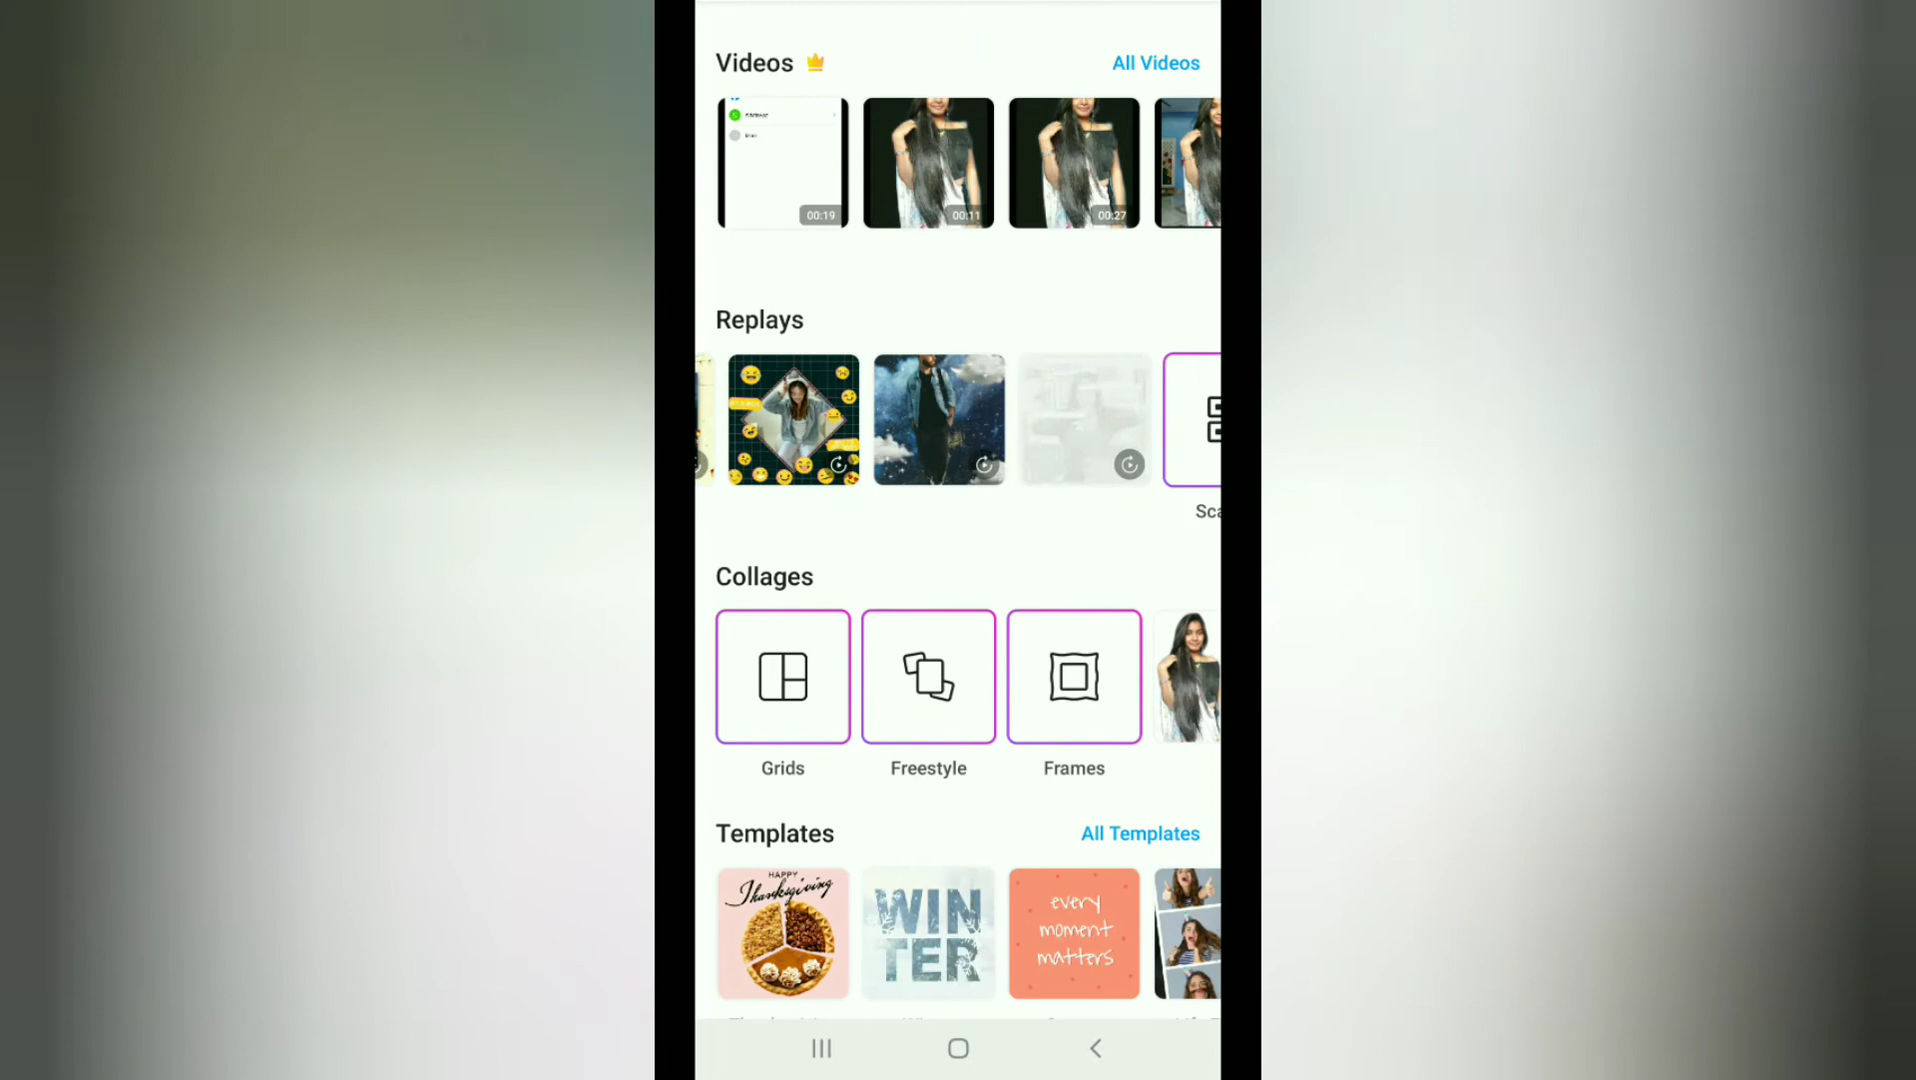 Videos
All Videos
00:19
00:11
00:27
Replays
Sca
Collages
Grids
Freestyle
Frames
Templates
All Templates
HAPPY
Thanksgiving
WIN
TER
every
moment
matters